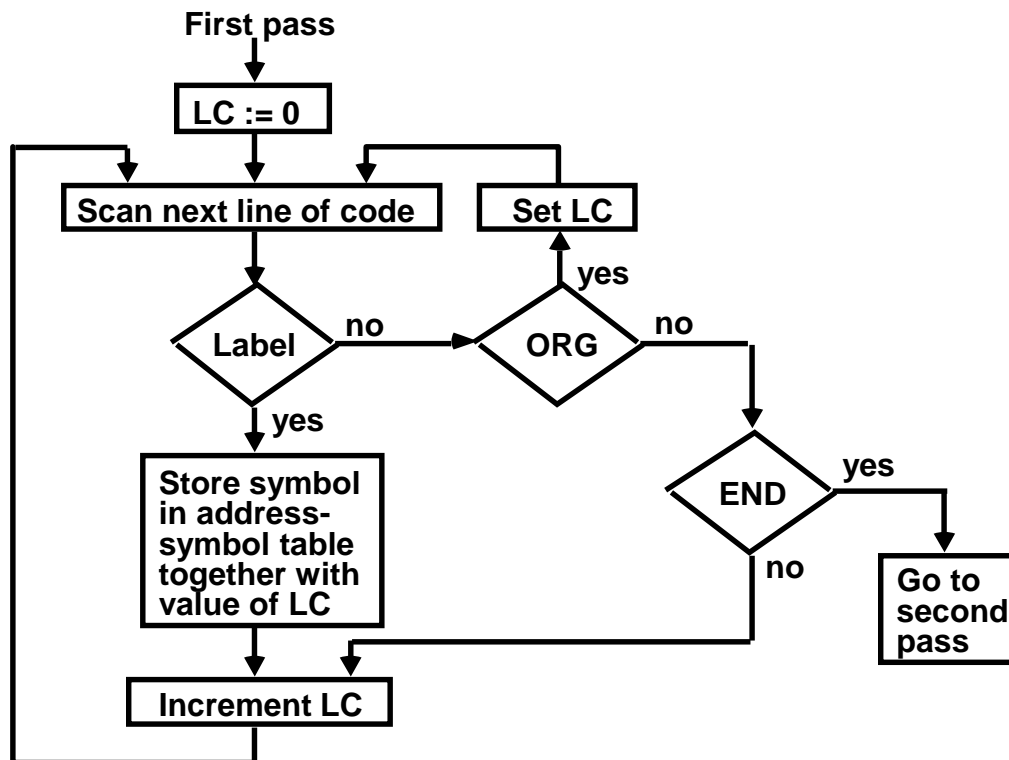 First pass
LC := 0
Scan next line of code
Set LC
yes
Label
no
ORG
no
yes
Store symbol
in address-
symbol table
together with
value of LC
END
yes
no
Go to
second
pass
Increment LC